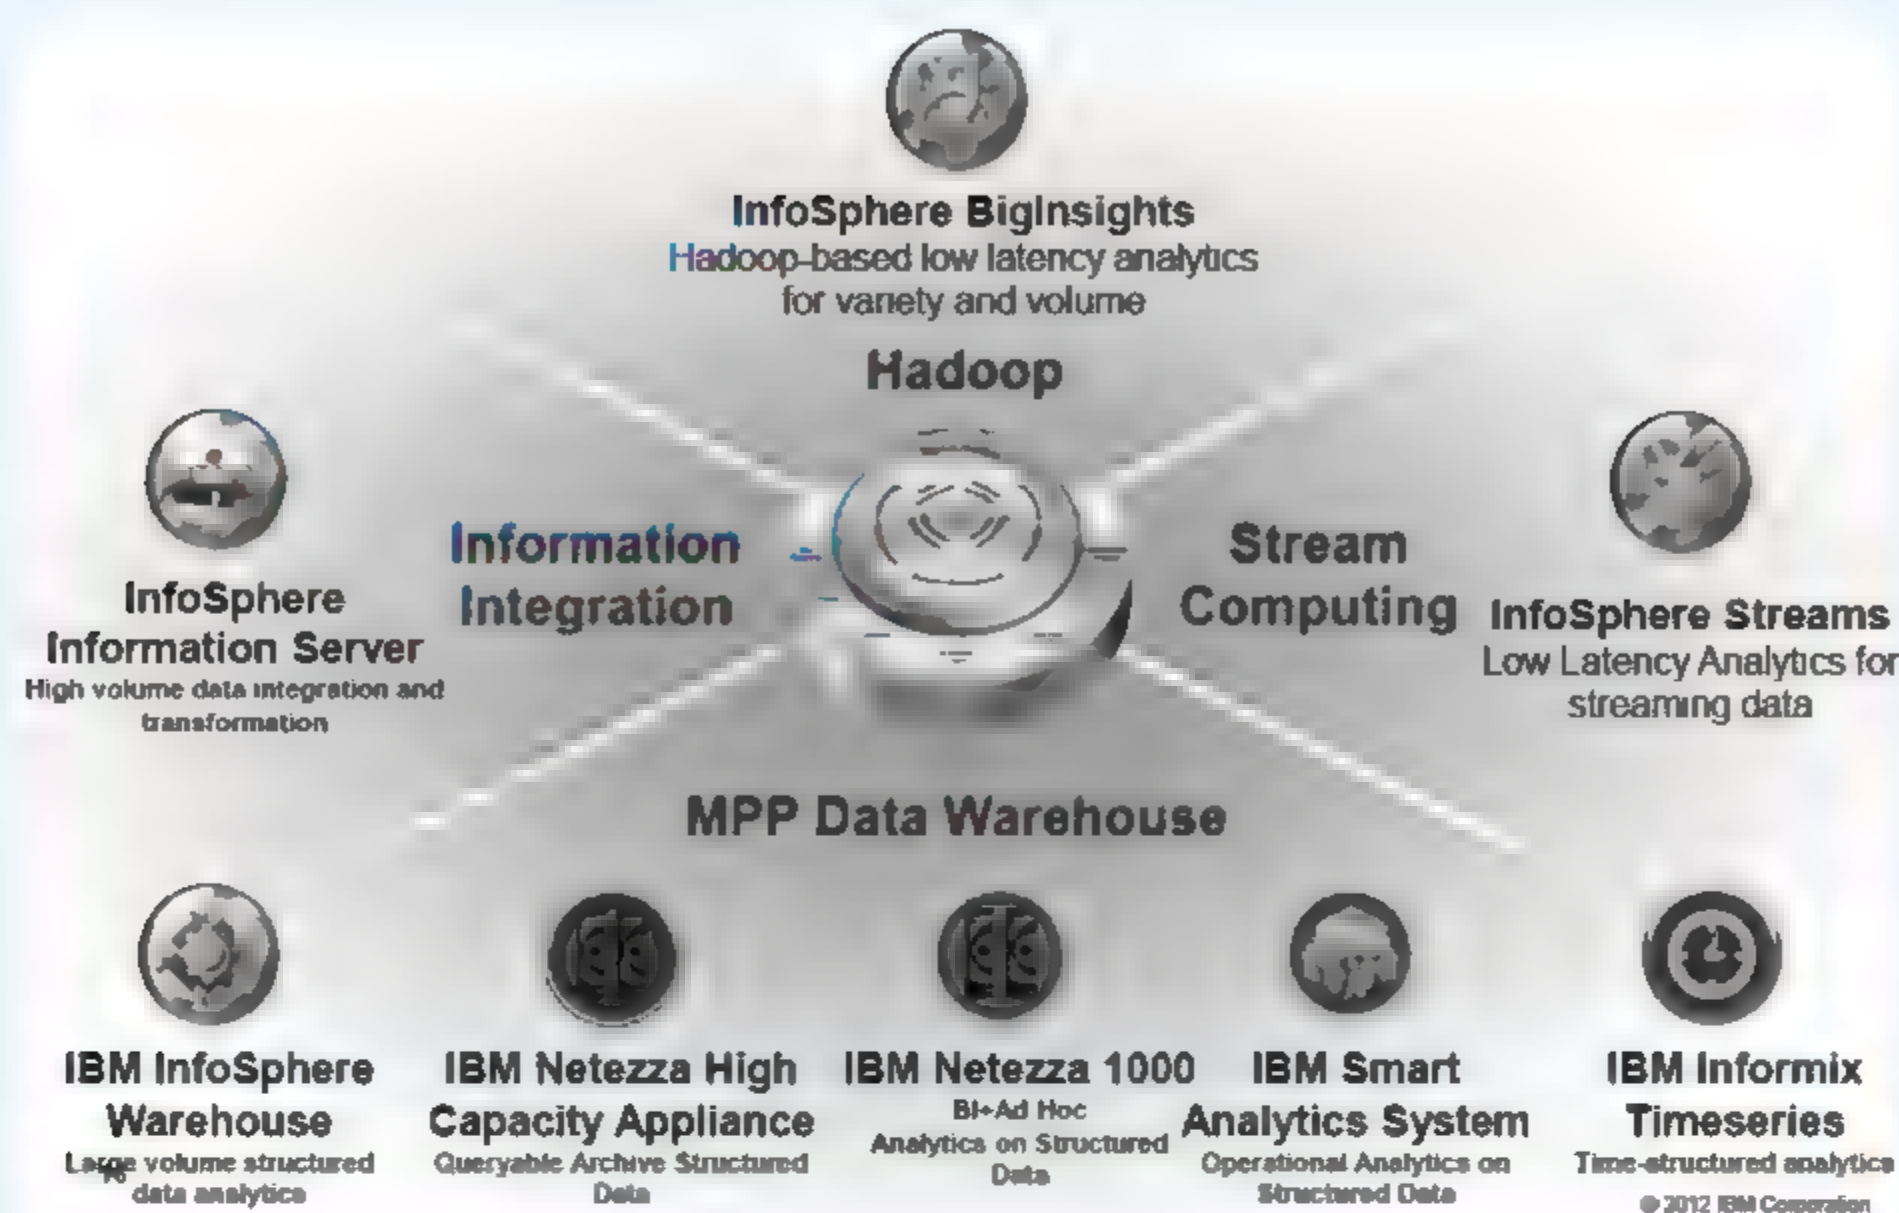 InfoSphere BigInsights
Hadoop-based low latency analytics
for variety and volume
Hadoop
Information
Integration
Stream
Computing
InfoSphere
Information Server
High volume data integration and
transformation
InfoSphere Streams
Low Latency Analytics for
streaming data
MPP Data Warehouse
IBM InfoSphere
Warehouse
Large volume structured
data analytics
IBM Netezza High
Capacity Appliance
Queryable Archive Structured
Data
IBM Netezza 1000
BI+Ad Hoc
Analytics on Structured
Data
IBM Smart
Analytics System
Operational Analytics on
Structured Data
IBM Informix
Timeseries
Time-structured analytics
© 2012 IBM Corporation